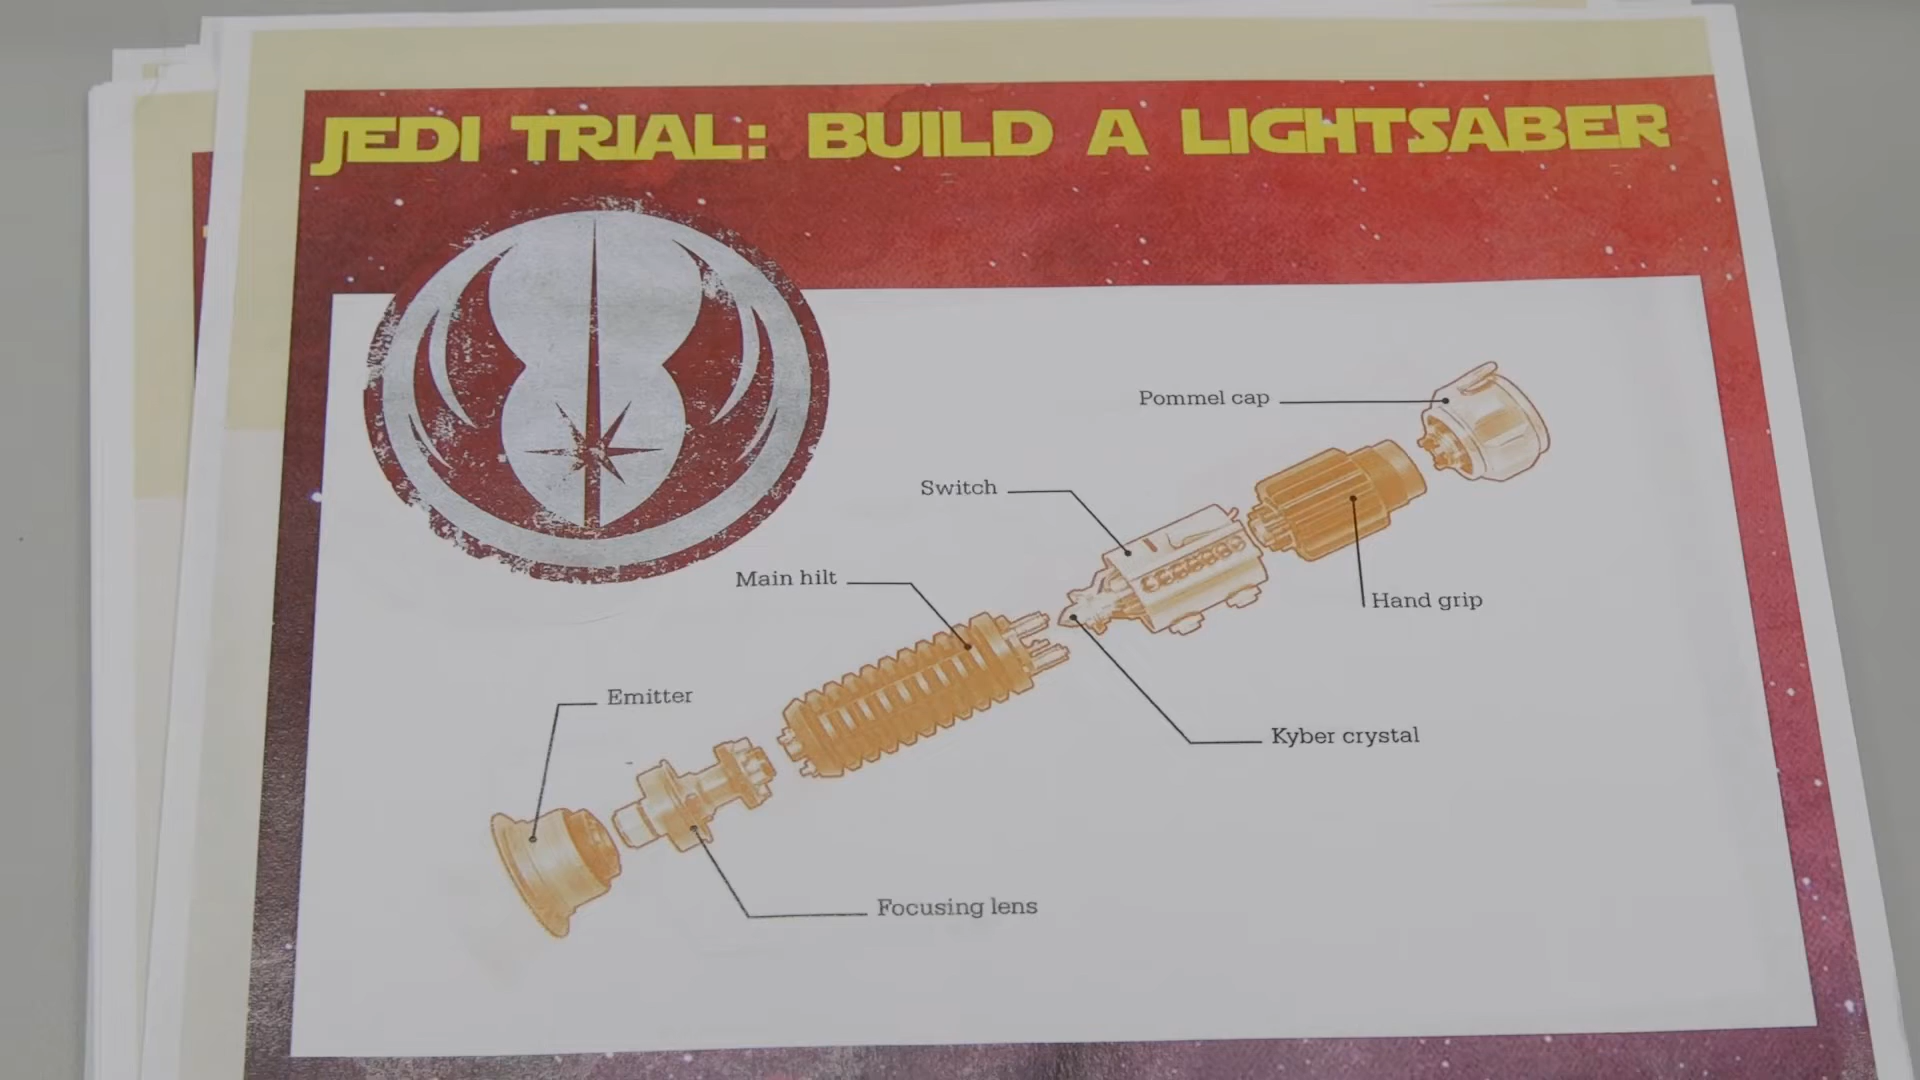 JEDI TRIAL: BUILD A LIGHTSABER
Pommel cap
Switch
Main hilt
Hand grip
Emitter
Kyber crystal
Focusing lens